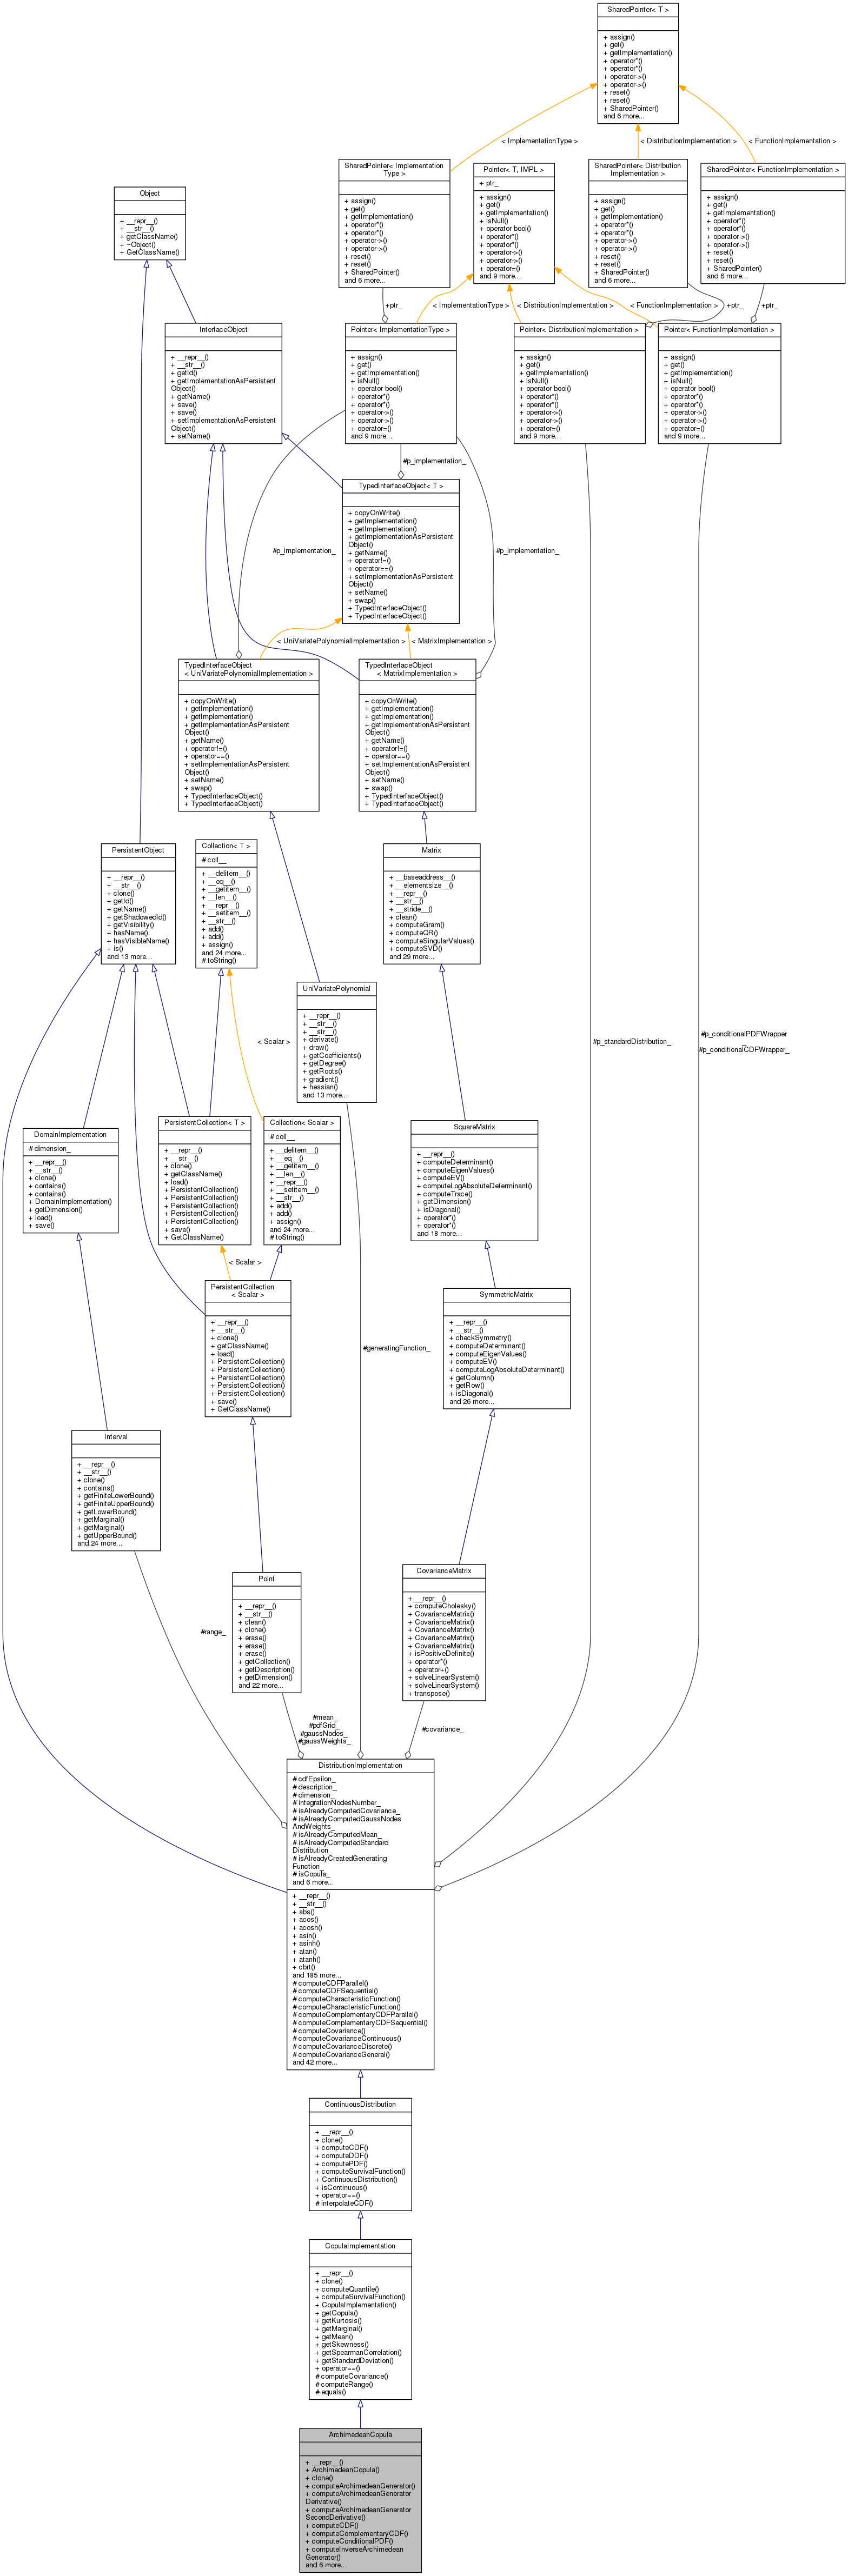 SharedPointer< T >
+ assign()
+ get()
+ getImplementation()
+ operator*()
+ operator*()
+ operator->()
+ operator->()
+ reset()
+ reset()
+ SharedPointer()
and 6 more...
< ImplementationType >
< DistributionImplementation >
< FunctionImplementation >
SharedPointer< Implementation
Type >
+ assign()
+ get()
+ getImplementation()
+ operator*()
+ operator*()
+ operator->()
+ operator->()
+ reset()
+ reset()
+ SharedPointer()
and 6 more...
Pointer< T, IMPL >
+ ptr_
+ assign()
+ get()
+ getImplementation()
+ isNull()
+ operator bool()
+ operator*()
+ operator*()
+ operator->()
+ operator->()
+ operator=()
and 9 more...
SharedPointer< Distribution
Implementation >
+ assign()
+ get()
+ getImplementation()
+ operator*()
+ operator*()
+ operator->()
+ operator->()
+ reset()
+ reset()
+ SharedPointer()
and 6 more...
SharedPointer< FunctionImplementation >
+ assign()
+ get()
+ getImplementation()
+ operator*()
+ operator*()
+ operator->()
+ operator->()
+ reset()
+ reset()
+ SharedPointer()
and 6 more...
Object
+ __repr__()
+ __str__()
+ getClassName()
+ ~Object()
+ GetClassName()
+ptr_
< ImplementationType >
< DistributionImplementation >
< FunctionImplementation >
+ptr_
+ptr_
InterfaceObject
+ __repr__()
+ __str__()
+ getId()
+ getImplementationAsPersistent
Object()
+ getName()
+ save()
+ save()
+ setImplementationAsPersistent
Object()
+ setName()
Pointer< ImplementationType >
+ assign()
+ get()
+ getImplementation()
+ isNull()
+ operator bool()
+ operator*()
+ operator*()
+ operator->()
+ operator->()
+ operator=()
and 9 more...
Pointer< DistributionImplementation >
+ assign()
+ get()
+ getImplementation()
+ isNull()
+ operator bool()
+ operator*()
+ operator*()
+ operator->()
+ operator->()
+ operator=()
and 9 more...
Pointer< FunctionImplementation >
+ assign()
+ get()
+ getImplementation()
+ isNull()
+ operator bool()
+ operator*()
+ operator*()
+ operator->()
+ operator->()
+ operator=()
and 9 more...
#p_implementation_
TypedInterfaceObject< T >
+ copyOnWrite()
+ getImplementation()
+ getImplementation()
+ getImplementationAsPersistent
Object()
+ getName()
+ operator!=()
+ operator==()
+ setImplementationAsPersistent
Object()
+ setName()
+ swap()
+ TypedInterfaceObject()
+ TypedInterfaceObject()
#p_implementation_
#p_implementation_
< UniVariatePolynomialImplementation >
< MatrixImplementation >
TypedInterfaceObject
< UniVariatePolynomialImplementation >
+ copyOnWrite()
+ getImplementation()
+ getImplementation()
+ getImplementationAsPersistent
Object()
+ getName()
+ operator!=()
+ operator==()
+ setImplementationAsPersistent
Object()
+ setName()
+ swap()
+ TypedInterfaceObject()
+ TypedInterfaceObject()
TypedInterfaceObject
< MatrixImplementation >
+ copyOnWrite()
+ getImplementation()
+ getImplementation()
+ getImplementationAsPersistent
Object()
+ getName()
+ operator!=()
+ operator==()
+ setImplementationAsPersistent
Object()
+ setName()
+ swap()
+ TypedInterfaceObject()
+ TypedInterfaceObject()
PersistentObject
+ __repr__()
+ __str__()
+ clone()
+ getId()
+ getName()
+ getShadowedId()
+ getVisibility()
+ hasName()
+ hasVisibleName()
+ is()
and 13 more...
Collection< T >
# coll__
+ __delitem__()
+ __eq__()
+ __getitem__()
+ __len__()
+ __repr__()
+ __setitem__()
+ __str__()
+ add()
+ add()
+ assign()
and 24 more...
# toString()
Matrix
+ __baseaddress__()
+ __elementsize__()
+ __repr__()
+ __str__()
+ __stride__()
+ clean()
+ computeGram()
+ computeQR()
+ computeSingularValues()
+ computeSVD()
and 29 more...
UniVariatePolynomial
+ __repr__()
+ __str__()
+ __str__()
+ derivate()
+ draw()
+ getCoefficients()
+ getDegree()
+ getRoots()
+ gradient()
+ hessian()
and 13 more...
< Scalar >
#p_standardDistribution_
#p_conditionalPDFWrapper
_
#p_conditionalCDFWrapper_
DomainImplementation
# dimension_
+ __repr__()
+ __str__()
+ clone()
+ contains()
+ contains()
+ DomainImplementation()
+ getDimension()
+ load()
+ save()
PersistentCollection< T >
+ __repr__()
+ __str__()
+ clone()
+ getClassName()
+ load()
+ PersistentCollection()
+ PersistentCollection()
+ PersistentCollection()
+ PersistentCollection()
+ PersistentCollection()
+ save()
+ GetClassName()
Collection< Scalar >
# coll__
+ __delitem__()
+ __eq__()
+ __getitem__()
+ __len__()
+ __repr__()
+ __setitem__()
+ __str__()
+ add()
+ add()
+ assign()
and 24 more...
# toString()
SquareMatrix
+ __repr__()
+ computeDeterminant()
+ computeEigenValues()
+ computeEV()
+ computeLogAbsoluteDeterminant()
+ computeTrace()
+ getDimension()
+ isDiagonal()
+ operator*()
+ operator*()
and 18 more...
< Scalar >
PersistentCollection
< Scalar >
+ __repr__()
+ __str__()
+ clone()
+ getClassName()
+ load()
+ PersistentCollection()
+ PersistentCollection()
+ PersistentCollection()
+ PersistentCollection()
+ PersistentCollection()
+ save()
+ GetClassName()
#generatingFunction_
SymmetricMatrix
+ __repr__()
+ __str__()
+ checkSymmetry()
+ computeDeterminant()
+ computeEigenValues()
+ computeEV()
+ computeLogAbsoluteDeterminant()
+ getColumn()
+ getRow()
+ isDiagonal()
and 26 more...
Interval
+ __repr__()
+ __str__()
+ clone()
+ contains()
+ getFiniteLowerBound()
+ getFiniteUpperBound()
+ getLowerBound()
+ getMarginal()
+ getMarginal()
+ getUpperBound()
and 24 more...
Point
+ __repr__()
+ __str__()
+ clean()
+ clone()
+ erase()
+ erase()
+ erase()
+ getCollection()
+ getDescription()
+ getDimension()
and 22 more...
CovarianceMatrix
+ __repr__()
+ computeCholesky()
+ CovarianceMatrix()
+ CovarianceMatrix()
+ CovarianceMatrix()
+ CovarianceMatrix()
+ CovarianceMatrix()
+ isPositiveDefinite()
+ operator*()
+ operator+()
+ solveLinearSystem()
+ solveLinearSystem()
+ transpose()
#range_
#mean_
#pdfGrid_
#gaussNodes_
#gaussWeights_
#covariance_
DistributionImplementation
# cdfEpsilon_
# description_
# dimension_
# integrationNodesNumber_
# isAlreadyComputedCovariance_
# isAlreadyComputedGaussNodes
AndWeights_
# isAlreadyComputedMean_
# isAlreadyComputedStandard
Distribution_
# isAlreadyCreatedGenerating
Function_
# isCopula_
and 6 more...
+ __repr__()
+ __str__()
+ abs()
+ acos()
+ acosh()
+ asin()
+ asinh()
+ atan()
+ atanh()
+ cbrt()
and 185 more...
# computeCDFParallel()
# computeCDFSequential()
# computeCharacteristicFunction()
# computeCharacteristicFunction()
# computeComplementaryCDFParallel()
# computeComplementaryCDFSequential()
# computeCovariance()
# computeCovarianceContinuous()
# computeCovarianceDiscrete()
# computeCovarianceGeneral()
and 42 more...
ContinuousDistribution
+ __repr__()
+ clone()
+ computeCDF()
+ computeDDF()
+ computePDF()
+ computeSurvivalFunction()
+ ContinuousDistribution()
+ isContinuous()
+ operator==()
# interpolateCDF()
CopulaImplementation
+ __repr__()
+ clone()
+ computeQuantile()
+ computeSurvivalFunction()
+ CopulaImplementation()
+ getCopula()
+ getKurtosis()
+ getMarginal()
+ getMean()
+ getSkewness()
+ getSpearmanCorrelation()
+ getStandardDeviation()
+ operator==()
# computeCovariance()
# computeRange()
# equals()
ArchimedeanCopula
+ __repr__()
+ ArchimedeanCopula()
+ clone()
+ computeArchimedeanGenerator()
+ computeArchimedeanGenerator
Derivative()
+ computeArchimedeanGenerator
SecondDerivative()
+ computeCDF()
+ computeComplementaryCDF()
+ computeConditionalPDF()
+ computeInverseArchimedean
Generator()
and 6 more...